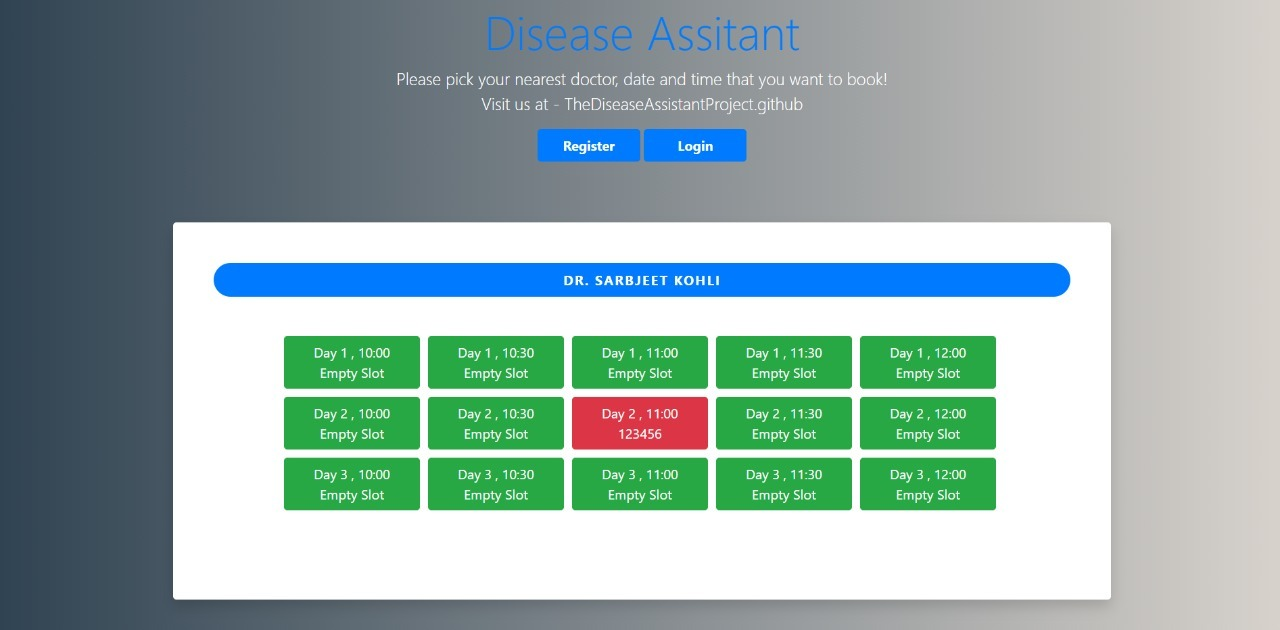 Disease Assitant
Please pick your nearest doctor, date and time that you want to book!
Visit us at - TheDiseaseAssistantProject.github
Register Login
DR. SARBJEET KOHLI
Day 1 , 10:00 Day 1 , 10:30 Day 1 , 11:00 Day 1 , 11:30 Day 1 , 12:00
Empty Slot Empty Slot Empty Slot Empty Slot Empty Slot
Day 2 , 10:00 Day 2 , 10:30 Day 2 , 11:00 Day 2 , 11:30 Day 2 , 12:00
Empty Slot Empty Slot 123456 Empty Slot Empty Slot
Day 3 , 10:00 Day 3 , 10:30 Day 3 , 11:00 Day 3 , 11:30 Day 3 , 12:00
Empty Slot Empty Slot Empty Slot Empty Slot Empty Slot